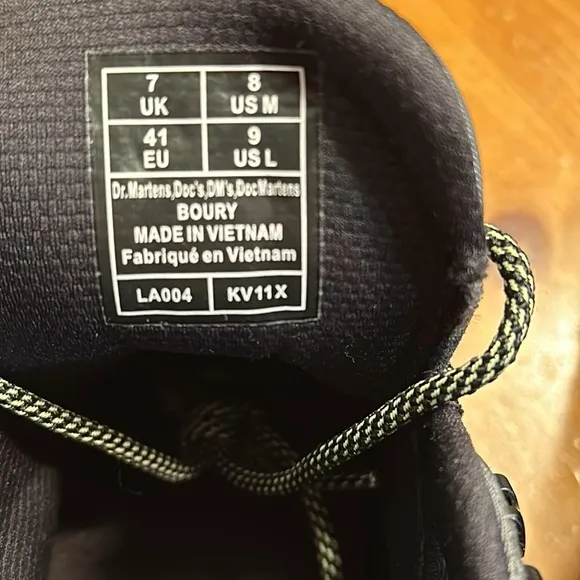 7 8
UK US M
41 9
EU US L
Dr.Martens,Doc's,DM's,DocMartens
BOURY
MADE IN VIETNAM
Fabriqué en Vietnam
LA004 KV11X